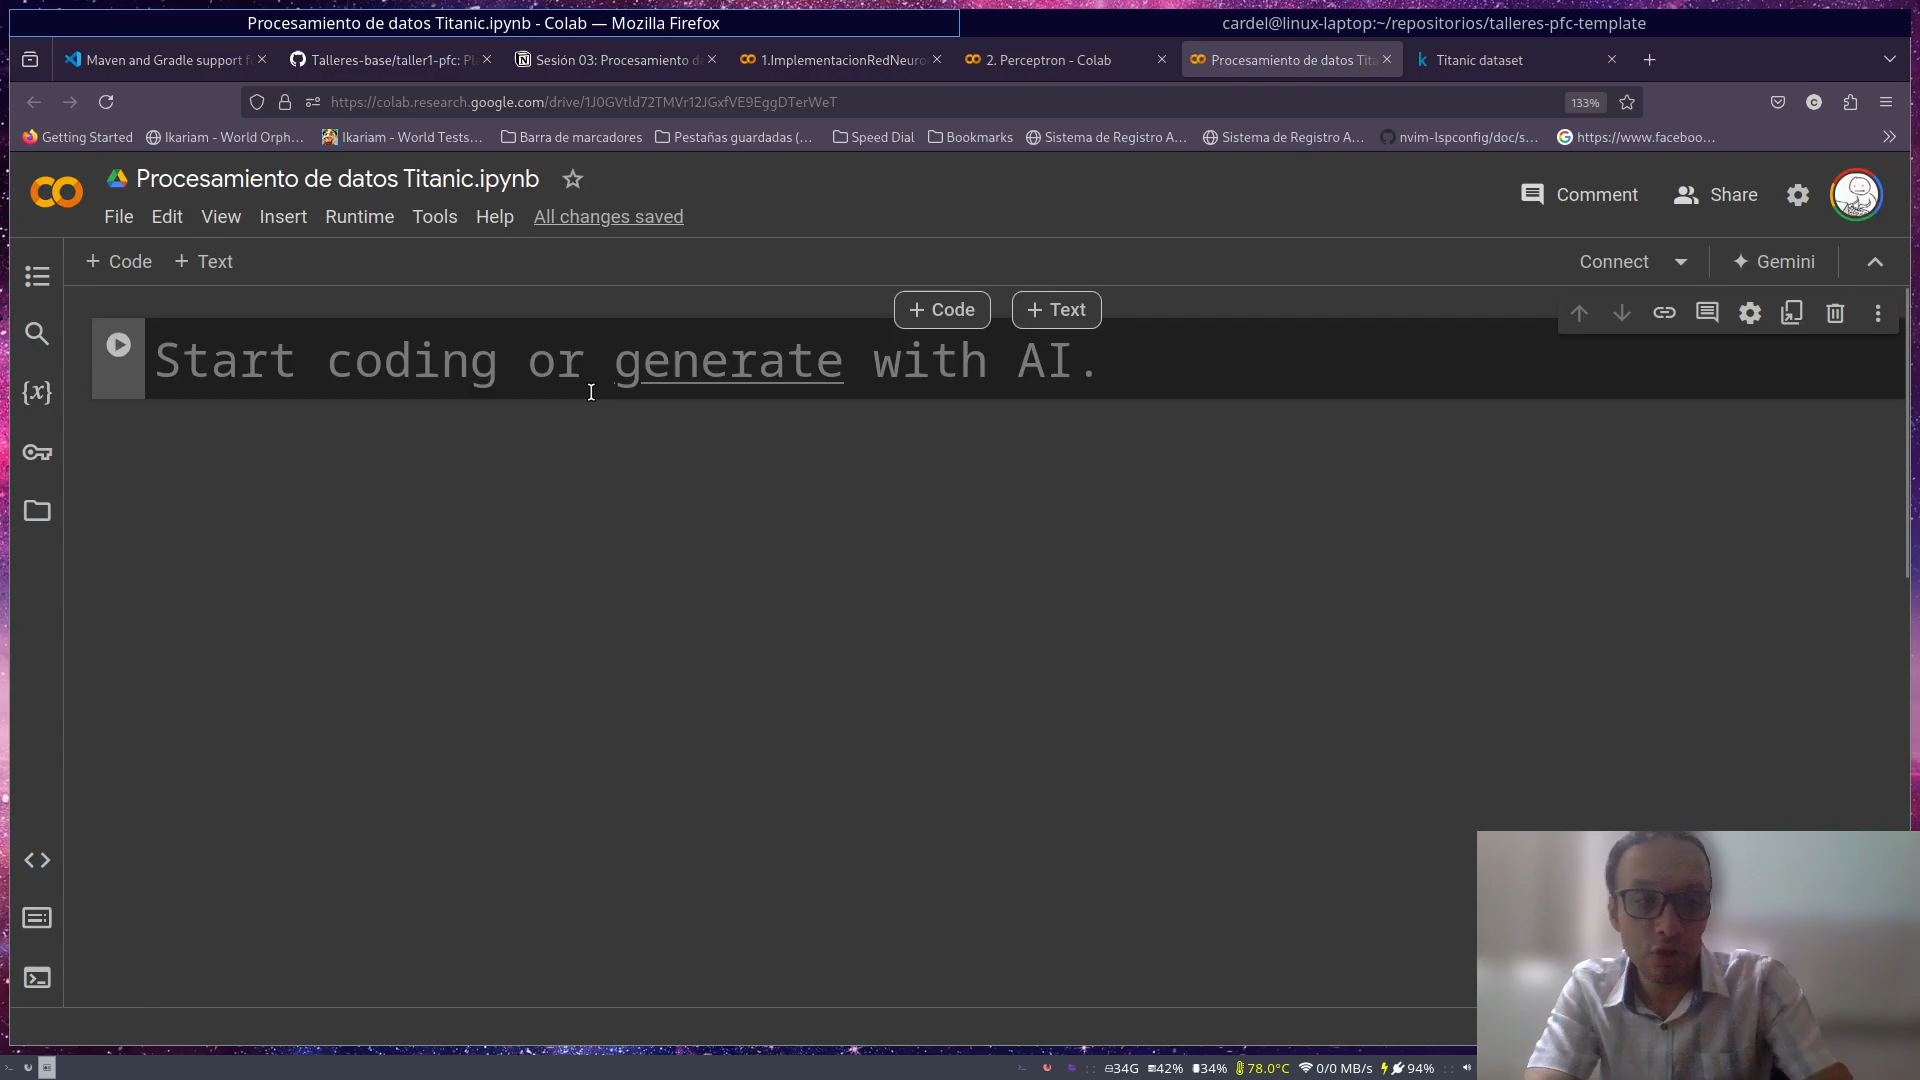 Procesamiento de datos Titanic.ipynb - Colab — Mozilla Firefox
cardel@linux-laptop:~/repositorios/talleres-pfc-template
Maven and Gradle support f
Talleres-base/taller1-pfc: Pl
Sesión 03: Procesamiento d
1.ImplementacionRedNeuro
2. Perceptron - Colab
Procesamiento de datos Tita
Titanic dataset
https://colab.research.google.com/drive/1J0GVtld72TMVr12JGxfVE9EggDTerWeT
133%
Getting Started
Ikariam - World Orph...
Ikariam - World Tests...
Barra de marcadores
Pestañas guardadas (...
Speed Dial
Bookmarks
Sistema de Registro A...
Sistema de Registro A...
nvim-lspconfig/doc/s...
https://www.faceboo...
Procesamiento de datos Titanic.ipynb
Comment
Share
File Edit View Insert Runtime Tools Help All changes saved
+ Code + Text
Connect
Gemini
+ Code
+ Text
Start coding or generate with AI.
34G 42% 34% 78.0°C 0/0 MB/s 94%